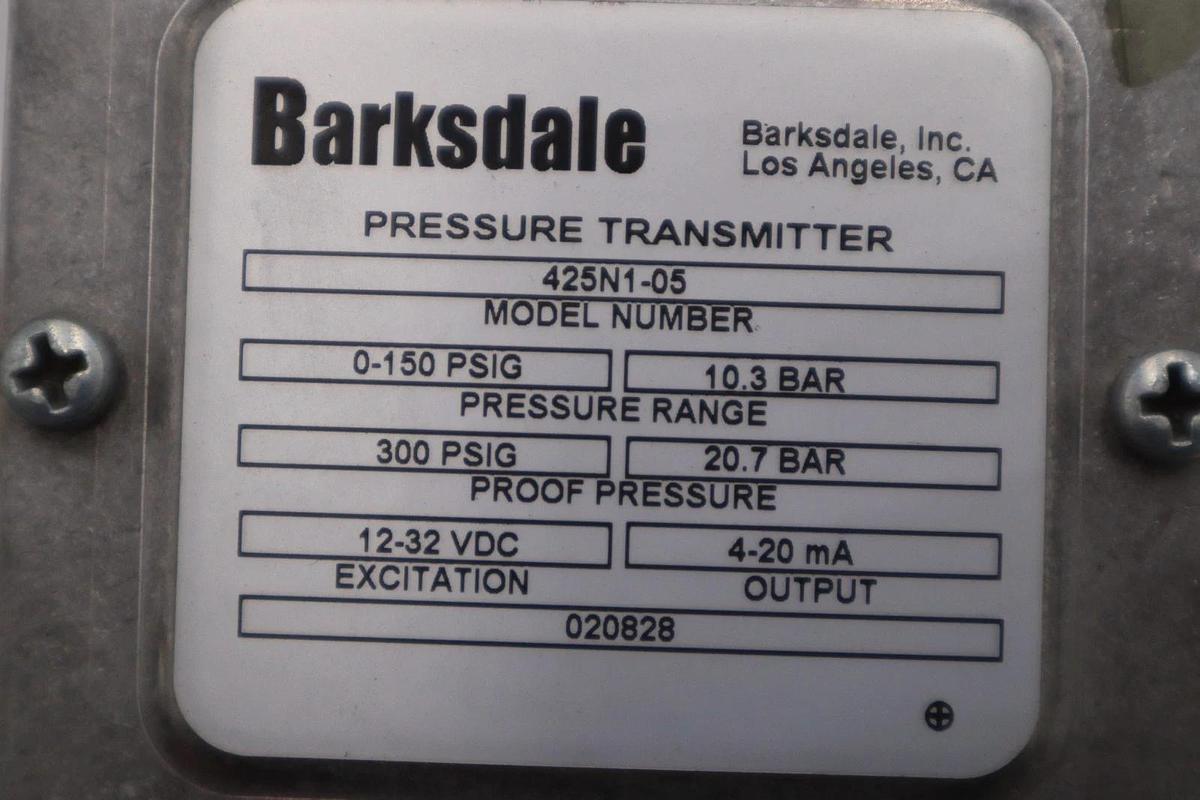 Barksdale
Barksdale, Inc.
Los Angeles, CA
PRESSURE TRANSMITTER
425N1-05
MODEL NUMBER
0-150 PSIG 10.3 BAR
PRESSURE RANGE
300 PSIG 20.7 BAR
PROOF PRESSURE
12-32 VDC 4-20 mA
EXCITATION OUTPUT
020828